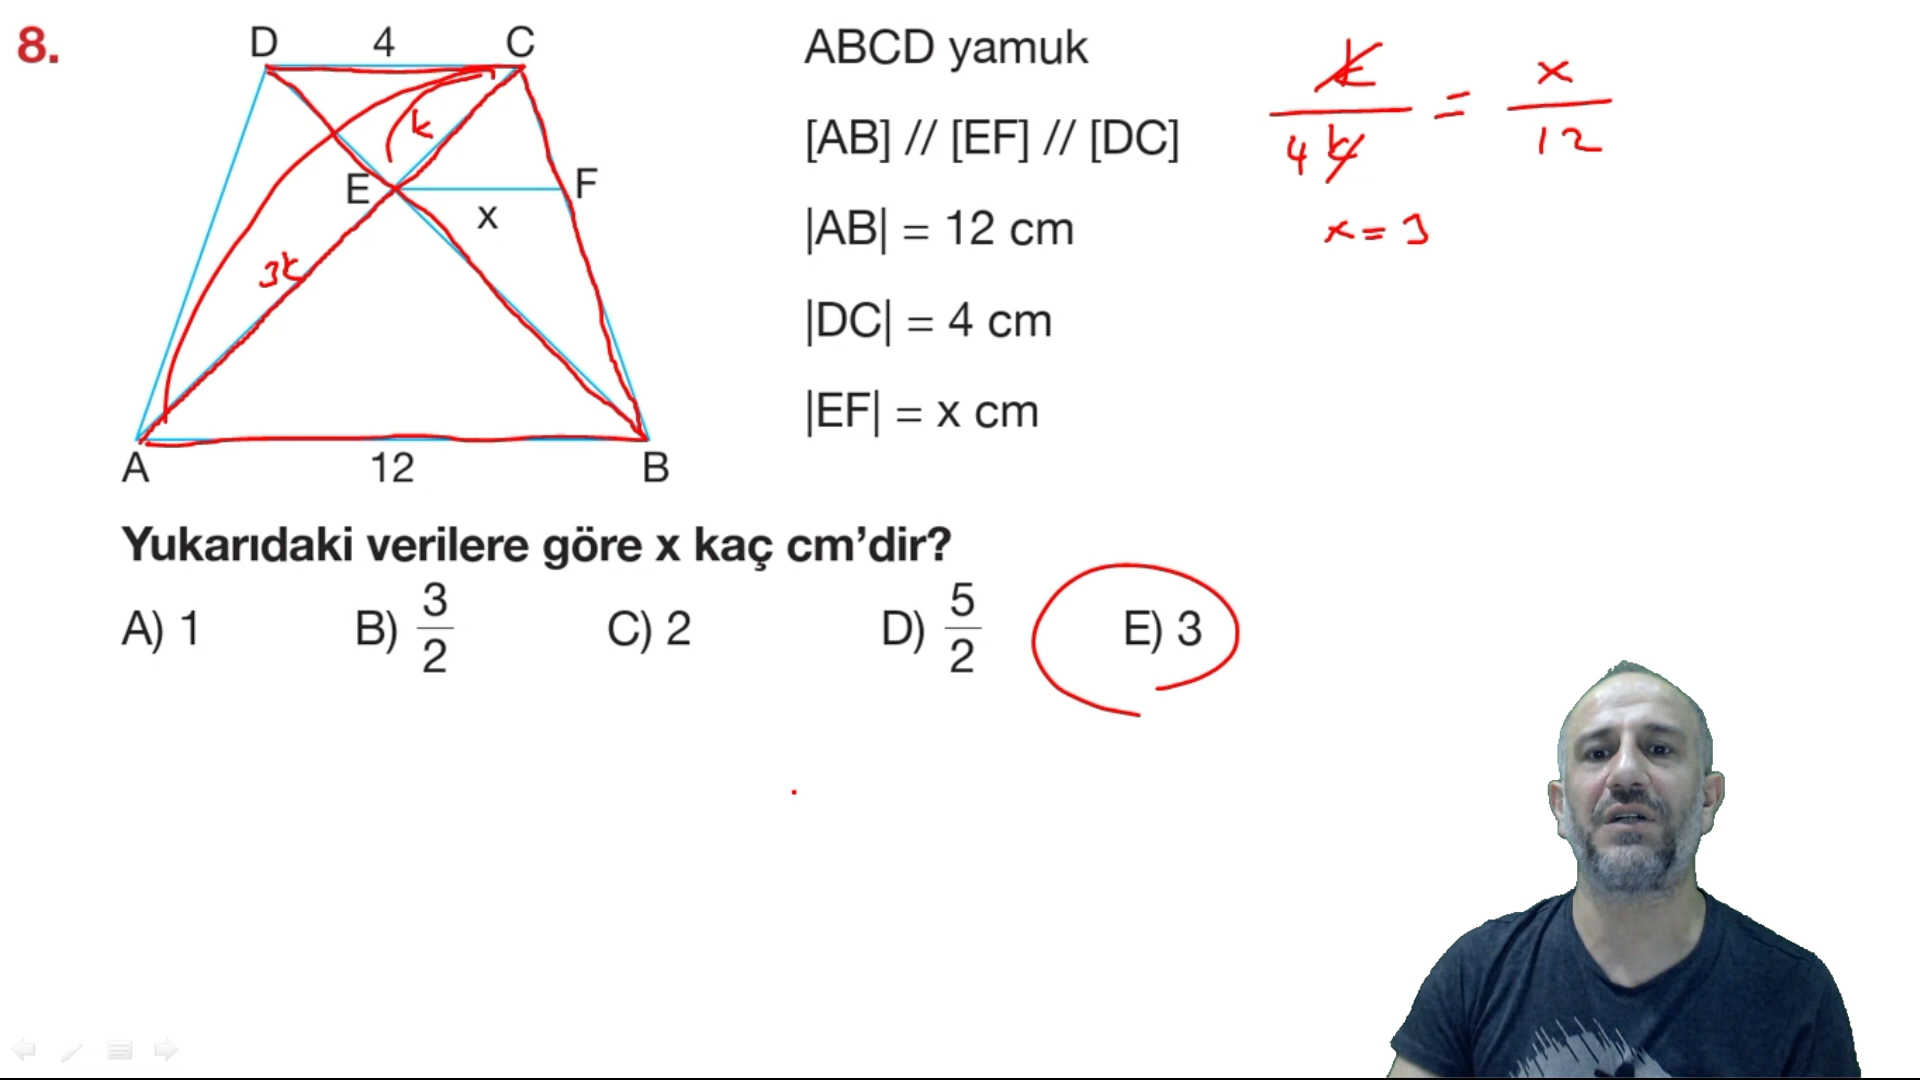 8.
D 4 C
k
E F
x
3k
A 12 B
ABCD yamuk
[AB] // [EF] // [DC]
|AB| = 12 cm
|DC| = 4 cm
|EF| = x cm
k/4k = x/12
x = 3
Yukarıdaki verilere göre x kaç cm’dir?
A) 1 B) 3/2 C) 2 D) 5/2 E) 3